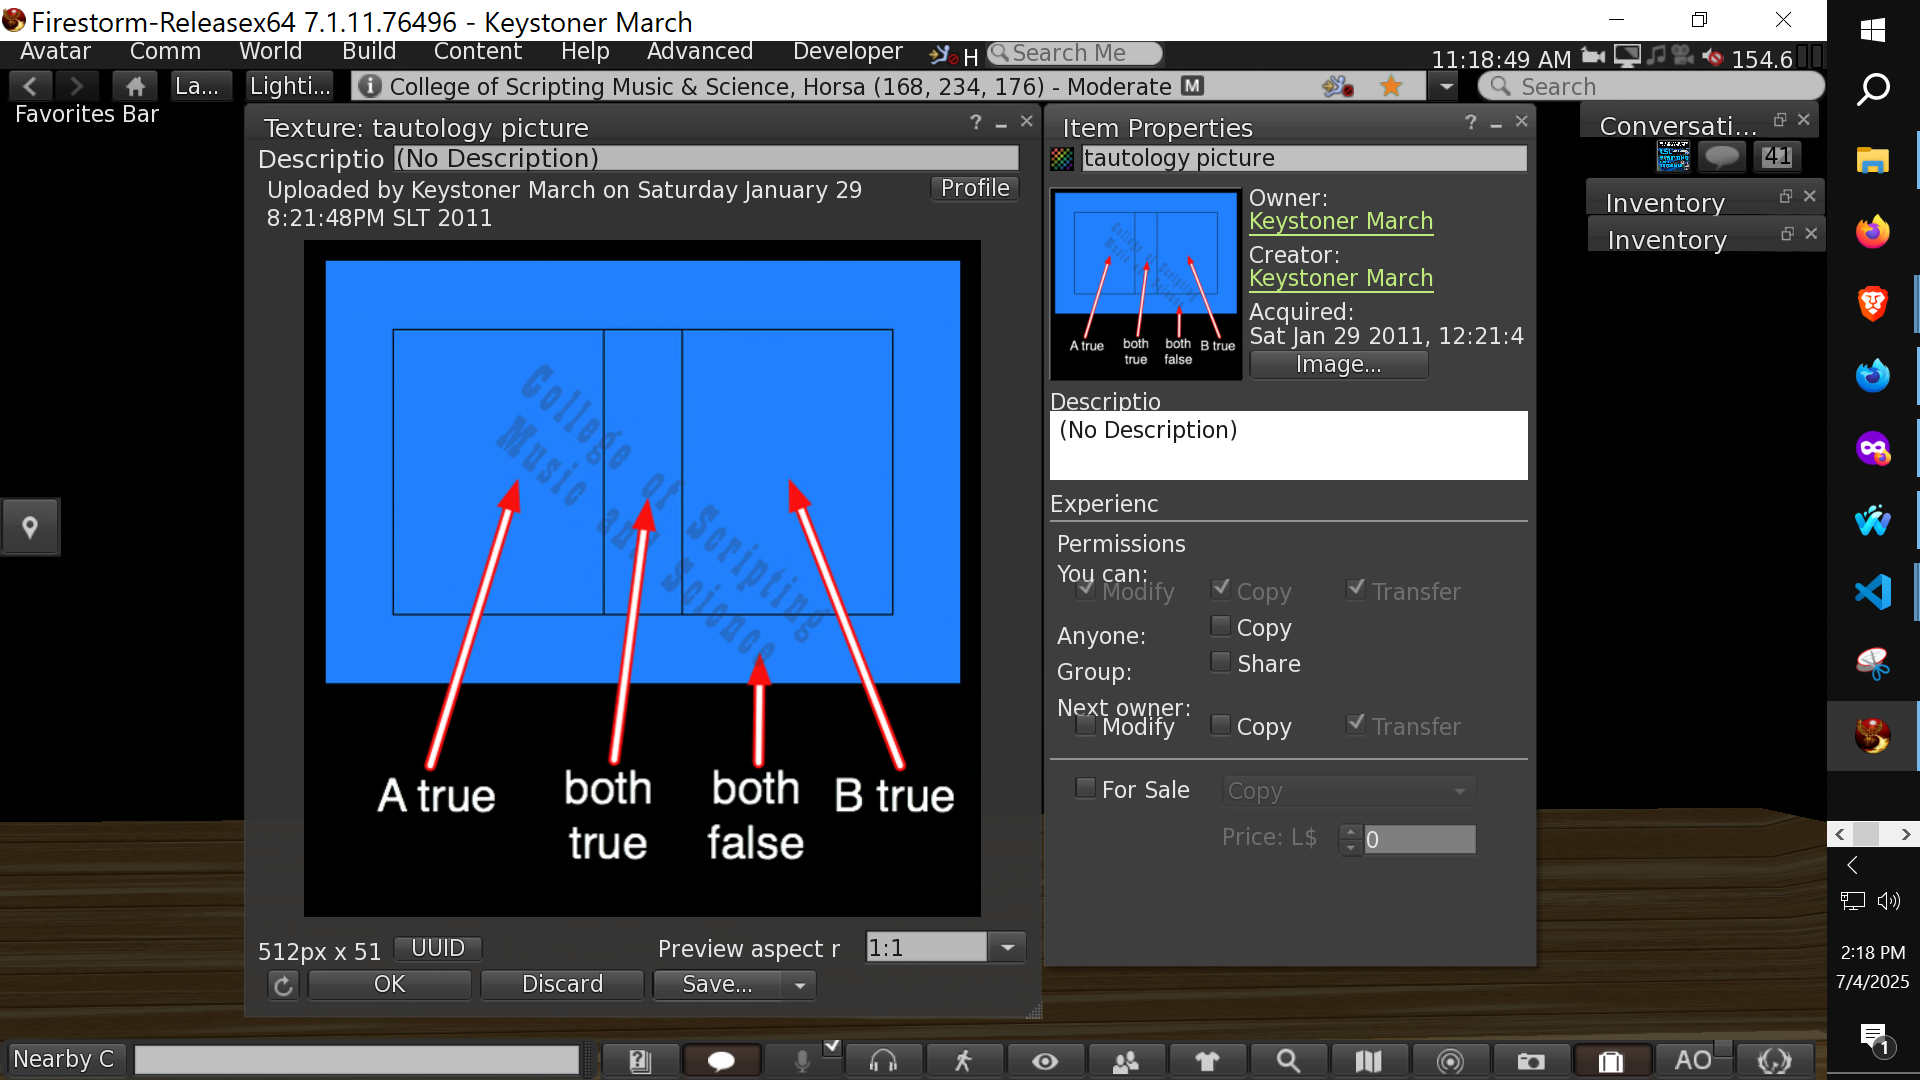 Firestorm-Releasex64 7.1.11.76496 - Keystoner March
Avatar Comm World Build Content Help Advanced Developer H Search Me 11:18:49 AM 154.6
La... Lighti... College of Scripting Music & Science, Horsa (168, 234, 176) - Moderate M Search
Favorites Bar
Texture: tautology picture ?
Descriptio (No Description)
Uploaded by Keystoner March on Saturday January 29
8:21:48PM SLT 2011
Profile
College of Scripting
Music and Science
A true
both
true
both
false
B true
512px x 51 UUID Preview aspect r 1:1
OK Discard Save...
Item Properties ?
tautology picture
A true
both
true
both
false
B true
Owner:
Keystoner March
Creator:
Keystoner March
Acquired:
Sat Jan 29 2011, 12:21:4
Image...
Descriptio
(No Description)
Experienc
Permissions
You can:
Modify Copy Transfer
Anyone: Copy
Group: Share
Next owner:
Modify Copy Transfer
For Sale Copy
Price: L$ 0
Conversati...
41
Inventory
Inventory
Nearby C
AO
2:18 PM
7/4/2025
1